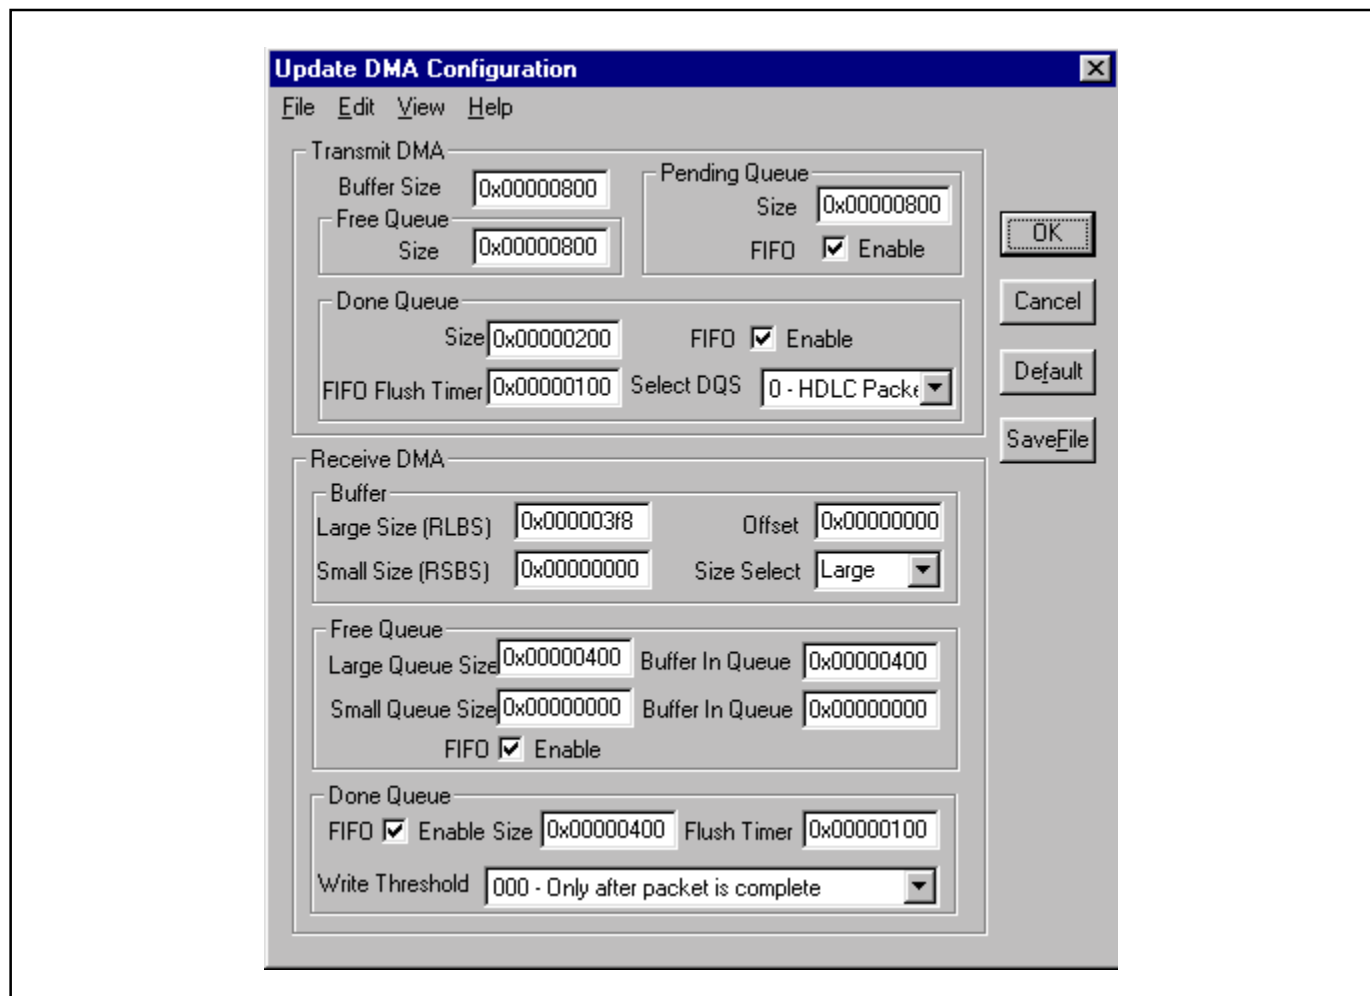 Update DMA Configuration
File Edit View Help
Transmit DMA
Buffer Size 0x00000800
Free Queue
Size 0x00000800
Pending Queue
Size 0x00000800
FIFO Enable
Done Queue
Size 0x00000200 FIFO Enable
FIFO Flush Timer 0x00000100 Select DQS 0 - HDLC Packe
Receive DMA
Buffer
Large Size (RLBS) 0x000003f8 Offset 0x00000000
Small Size (RSBS) 0x00000000 Size Select Large
Free Queue
Large Queue Size 0x00000400 Buffer In Queue 0x00000400
Small Queue Size 0x00000000 Buffer In Queue 0x00000000
FIFO Enable
Done Queue
FIFO Enable Size 0x00000400 Flush Timer 0x00000100
Write Threshold 000 - Only after packet is complete
OK
Cancel
Default
SaveFile